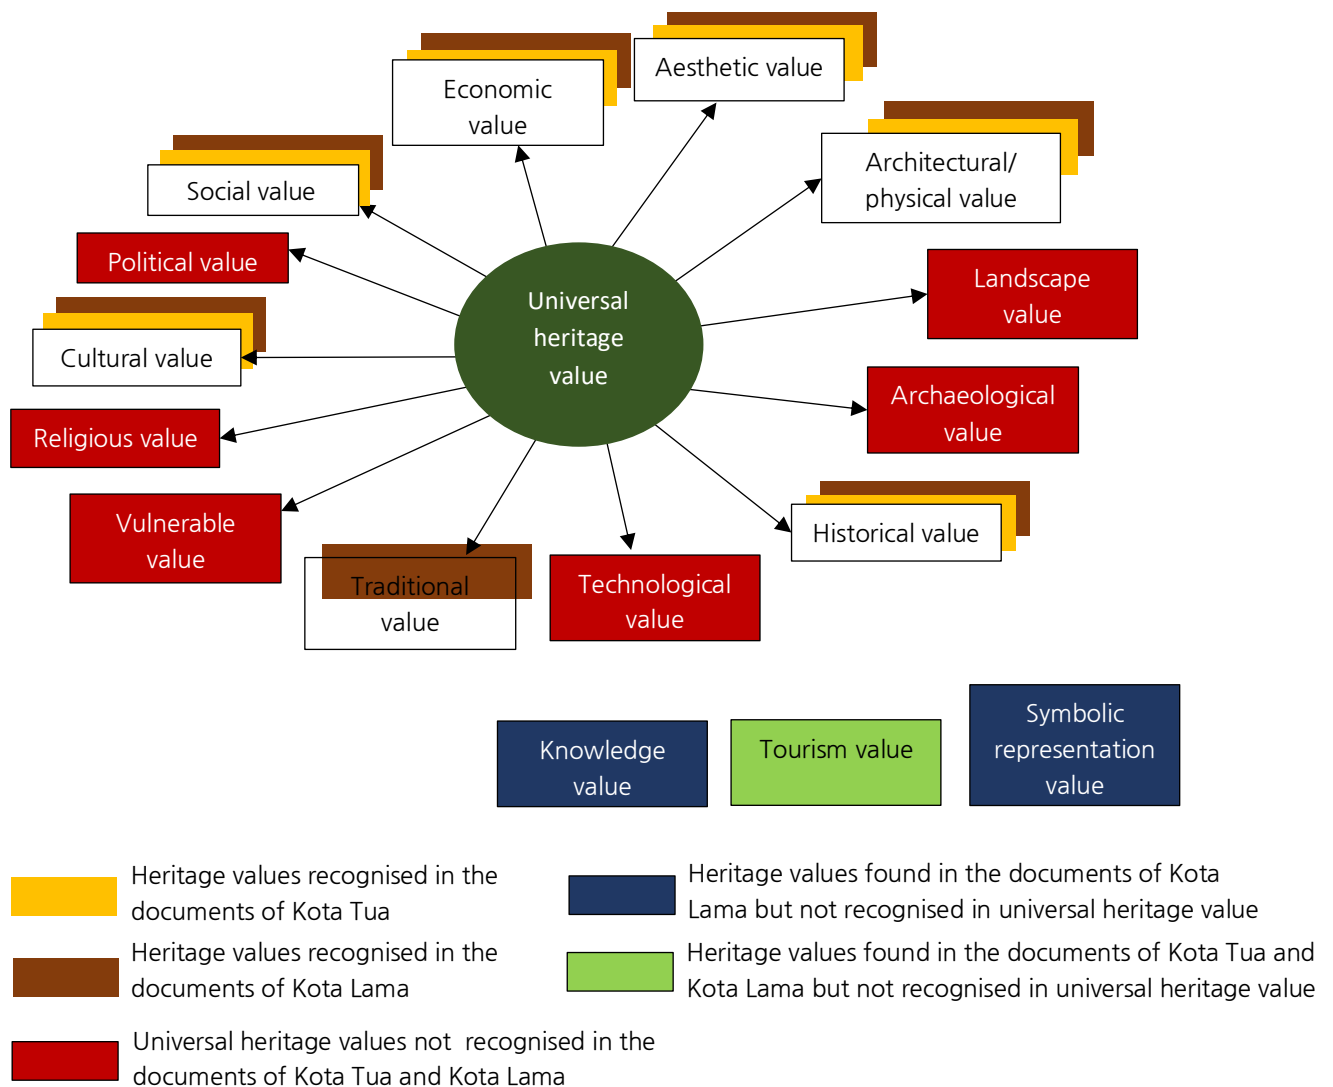 Aesthetic value
Economic
value
Architectural/
physical value
Social value
Political value
Landscape
value
Universal
heritage
value
Cultural value
Archaeological
value
Religious value
Vulnerable
value
Historical value
Traditional
value
Technological
value
Knowledge
value
Tourism value
Symbolic
representation
value
Heritage values recognised in the
documents of Kota Tua
Heritage values found in the documents of Kota
Lama but not recognised in universal heritage value
Heritage values recognised in the
documents of Kota Lama
Heritage values found in the documents of Kota Tua and
Kota Lama but not recognised in universal heritage value
Universal heritage values not  recognised in the
documents of Kota Tua and Kota Lama